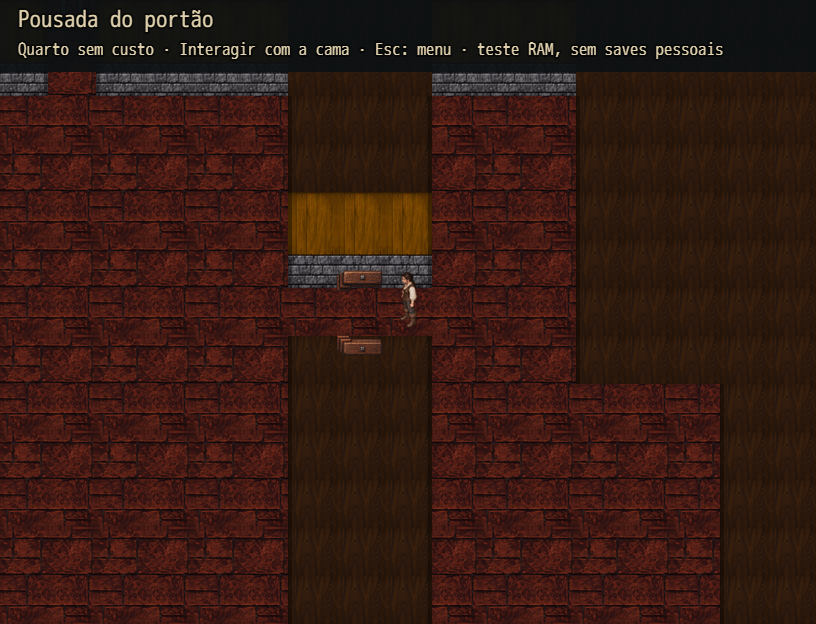 Pousada do portão
Quarto sem custo · Interagir com a cama · Esc: menu · teste RAM, sem saves pessoais